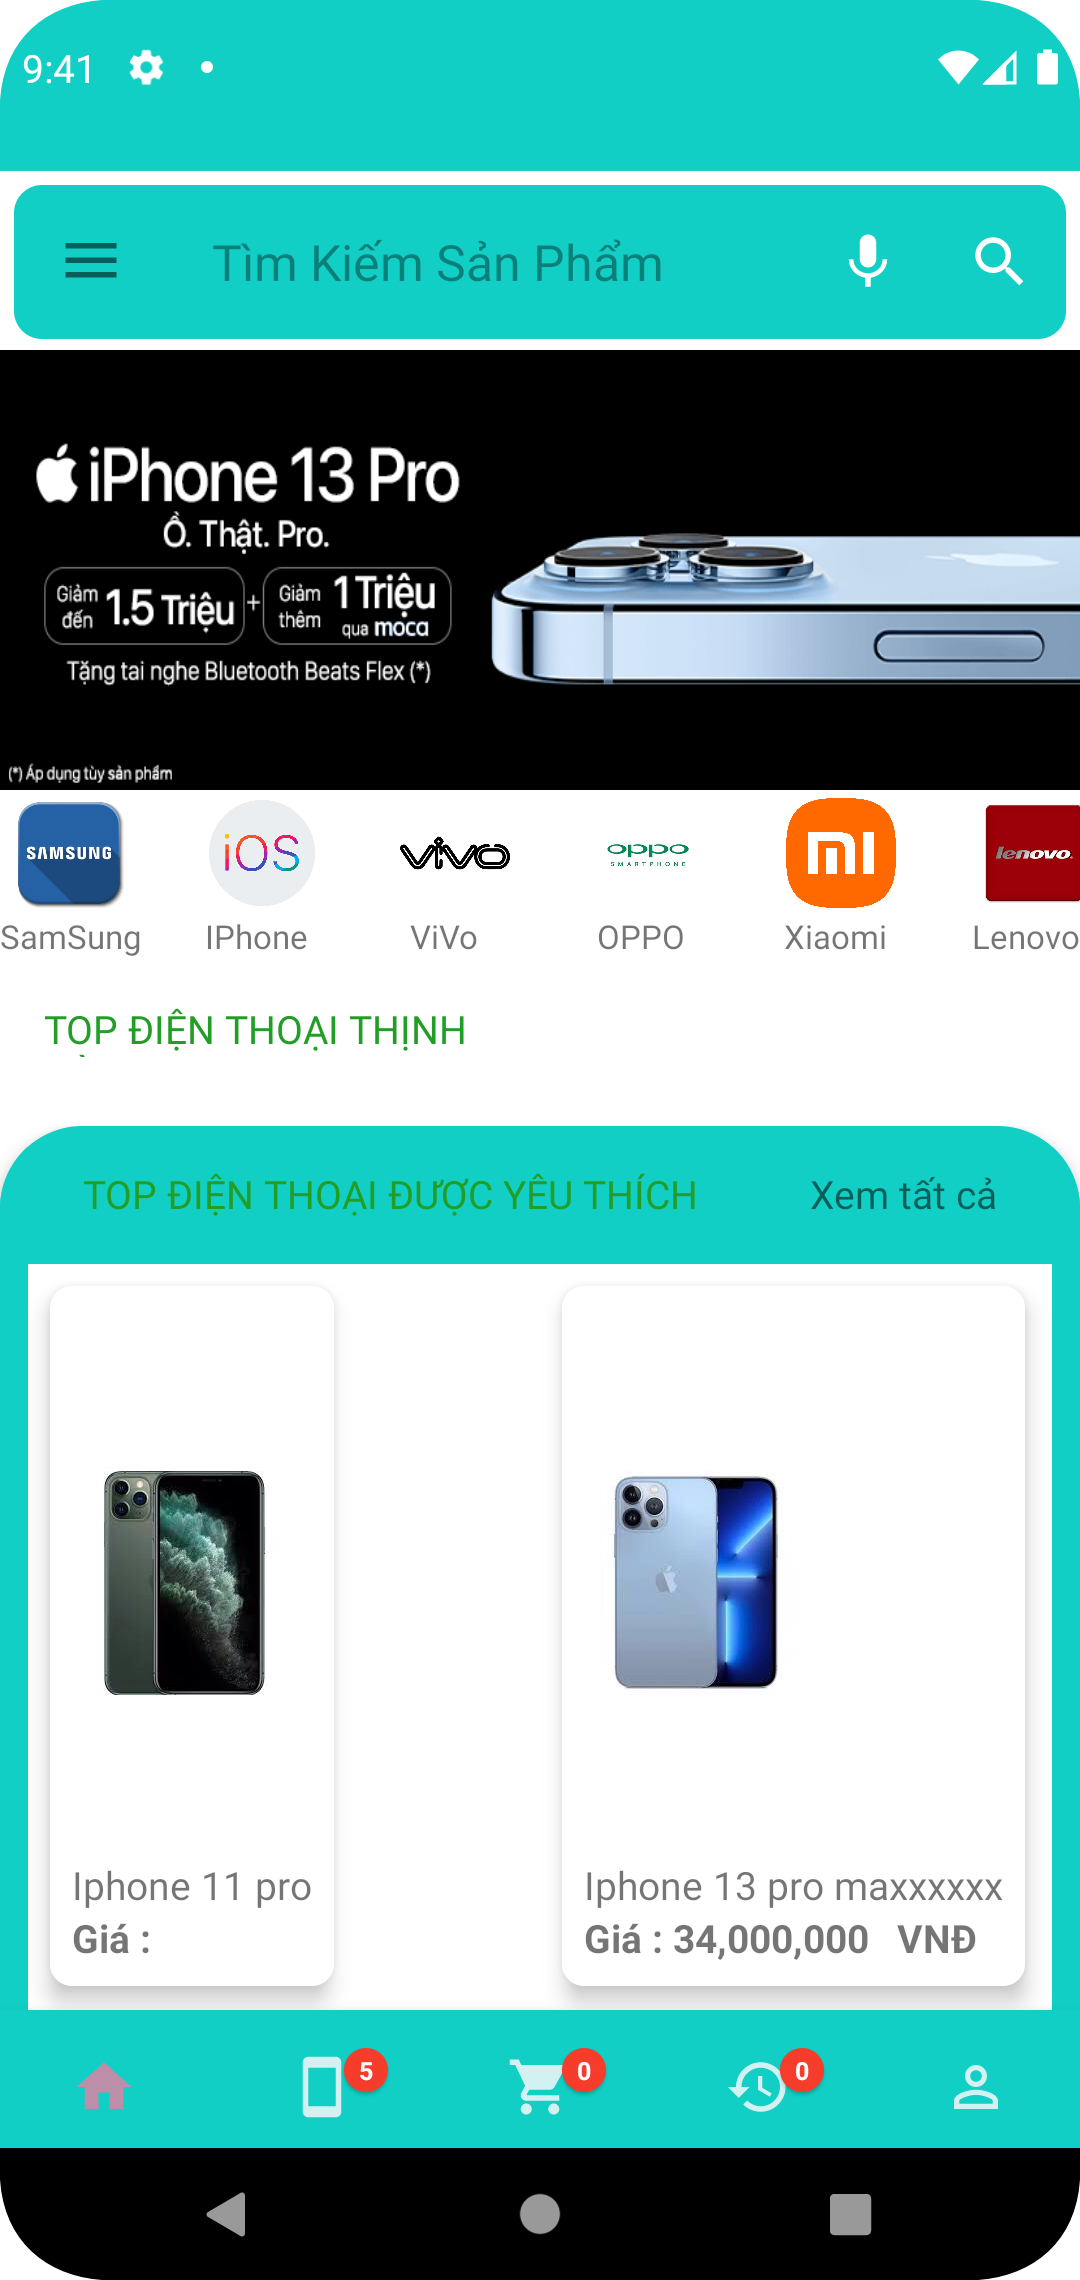 9:41
Tìm Kiếm Sản Phẩm
iPhone 13 Pro
Ồ. Thật. Pro.
Giảm đến 1.5 Triệu + Giảm thêm 1 Triệu qua moca
Tặng tai nghe Bluetooth Beats Flex (*)
(*) Áp dụng tùy sản phẩm
SAMSUNG iOS vivo oppo SMARTPHONE mi lenovo
SamSung IPhone ViVo OPPO Xiaomi Lenovo
TOP ĐIỆN THOẠI THỊNH
TOP ĐIỆN THOẠI ĐƯỢC YÊU THÍCH Xem tất cả
Iphone 11 pro
Giá :
Iphone 13 pro maxxxxxx
Giá : 34,000,000 VNĐ
5 0 0